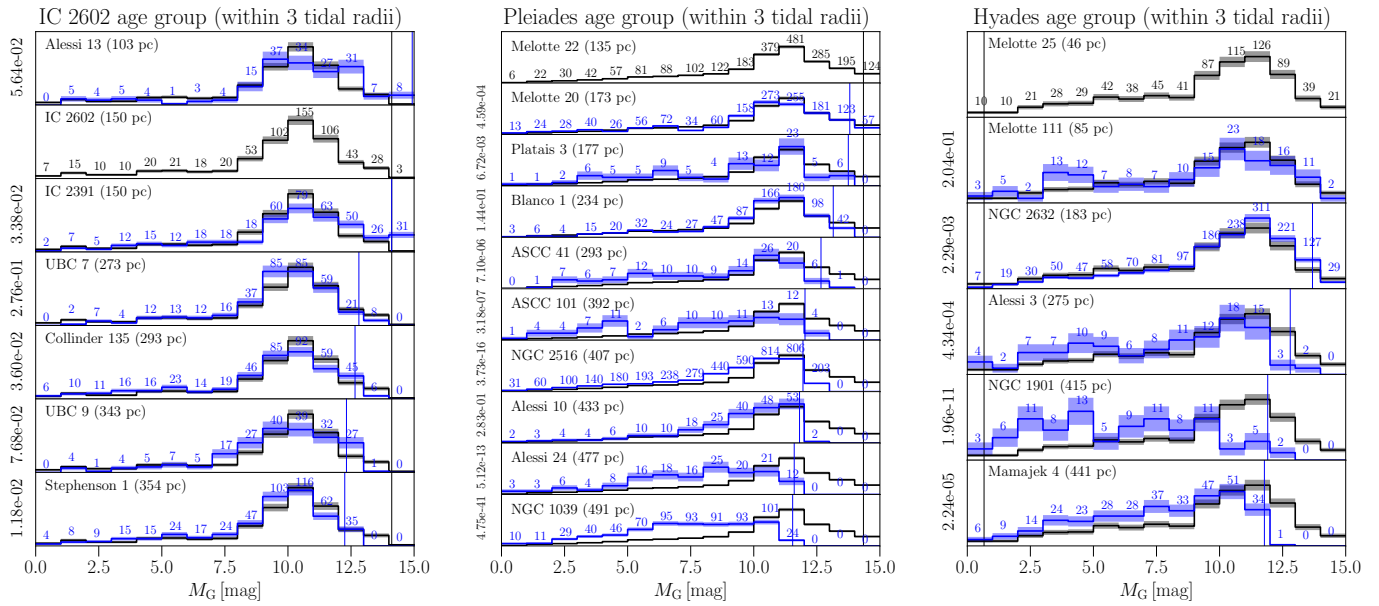 IC 2602 age group (within 3 tidal radii)
Alessi 13 (103 pc)
5.64e-02
0 5 4 5 4 1 3 4 15 37 34 27 31 7 8
IC 2602 (150 pc)
7 15 10 10 20 21 18 20 53 102 155 106 43 28 3
IC 2391 (150 pc)
3.38e-02
2 7 5 12 15 12 18 18 18 60 79 63 50 26 31
UBC 7 (273 pc)
2.76e-01
0 2 7 4 12 13 12 16 37 85 85 59 21 8 0
Collinder 135 (293 pc)
3.60e-02
6 10 11 16 16 23 14 19 46 85 92 59 45 6 0
UBC 9 (343 pc)
7.68e-02
0 4 1 4 5 7 5 17 27 40 39 32 27 1 0
Stephenson 1 (354 pc)
1.18e-02
4 8 9 15 15 24 17 24 47 103 116 62 35 0 0
0.0 2.5 5.0 7.5 10.0 12.5 15.0
M_G [mag]
Pleiades age group (within 3 tidal radii)
Melotte 22 (135 pc)
6 22 30 42 57 81 88 102 122 183 379 481 285 195 124
Melotte 20 (173 pc)
4.59e-04
13 24 28 40 26 56 72 34 60 158 273 255 181 123 57
Platais 3 (177 pc)
6.72e-03
1 1 2 6 5 5 9 5 4 13 12 23 5 6 0
Blanco 1 (234 pc)
1.44e-01
3 6 4 15 20 32 24 27 47 87 166 180 98 42 0
ASCC 41 (293 pc)
7.10e-06
0 1 7 6 7 12 10 10 9 14 26 20 6 0 0
ASCC 101 (392 pc)
3.18e-07
1 4 4 7 11 2 6 10 10 11 13 12 4 0 0
NGC 2516 (407 pc)
3.73e-16
31 60 100 140 180 193 238 279 440 590 814 806 203 0 0
Alessi 10 (433 pc)
2.83e-01
2 3 4 4 6 10 10 18 25 40 48 53 2 0 0
Alessi 24 (477 pc)
5.12e-13
3 3 6 4 8 16 18 16 25 20 21 12 0 0 0
NGC 1039 (491 pc)
4.75e-41
10 11 29 46 70 95 93 91 91 93 101 24 0 0 0
0.0 2.5 5.0 7.5 10.0 12.5 15.0
M_G [mag]
Hyades age group (within 3 tidal radii)
Melotte 25 (46 pc)
10 10 21 28 29 42 38 45 41 87 115 126 89 39 21
Melotte 111 (85 pc)
2.04e-01
3 5 2 13 12 7 8 7 10 15 23 18 16 11 2
NGC 2632 (183 pc)
2.29e-03
7 19 30 50 47 58 70 81 97 186 238 311 221 127 29
Alessi 3 (275 pc)
4.34e-04
4 2 7 7 10 9 6 8 11 12 18 15 3 2 0
NGC 1901 (415 pc)
1.96e-11
3 6 11 8 13 5 9 11 8 11 3 5 2 0 0
Mamajek 4 (441 pc)
2.24e-05
6 9 14 24 23 28 28 37 33 47 51 34 1 0 0
0.0 2.5 5.0 7.5 10.0 12.5 15.0
M_G [mag]